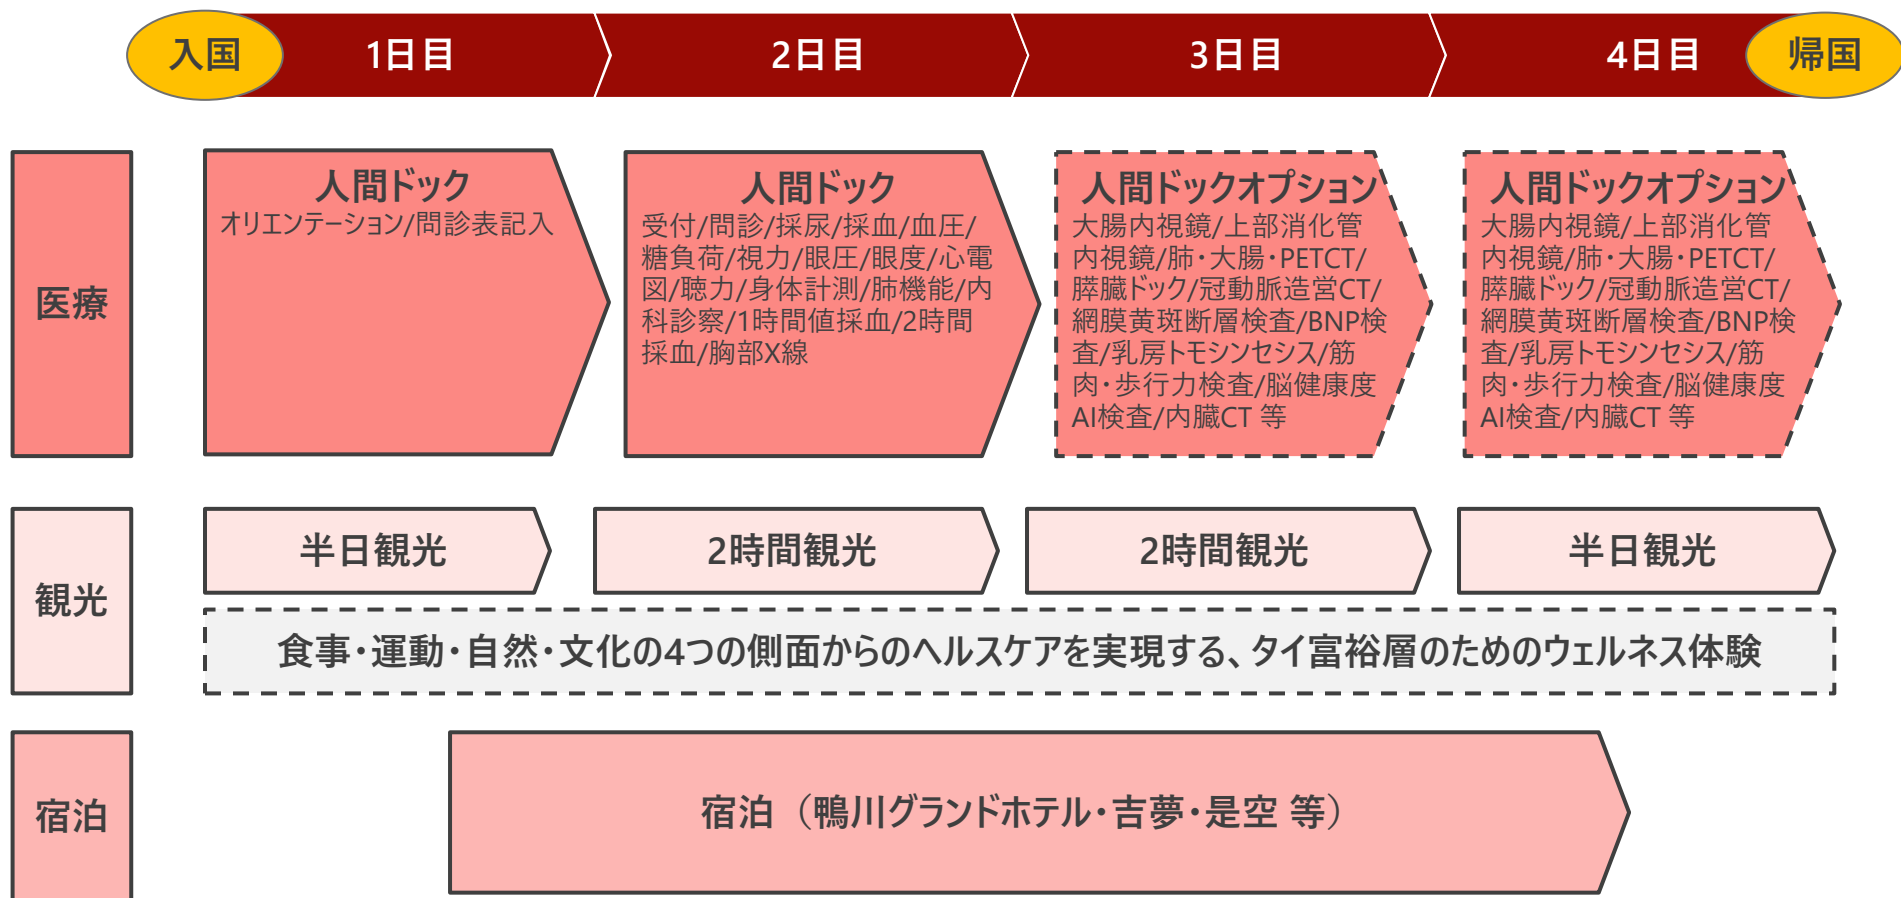 入国
1日目
2日目
3日目
4日目
帰国
医療
人間ドック
オリエンテーション/問診表記入
人間ドック
受付/問診/採尿/採血/血圧/
糖負荷/視力/眼圧/眼度/心電
図/聴力/身体計測/肺機能/内
科診察/1時間値採血/2時間
採血/胸部X線
人間ドックオプション
大腸内視鏡/上部消化管
内視鏡/肺・大腸・PETCT/
膵臓ドック/冠動脈造営CT/
網膜黄斑断層検査/BNP検
査/乳房トモシンセシス/筋
肉・歩行力検査/脳健康度
AI検査/内臓CT 等
人間ドックオプション
大腸内視鏡/上部消化管
内視鏡/肺・大腸・PETCT/
膵臓ドック/冠動脈造営CT/
網膜黄斑断層検査/BNP検
査/乳房トモシンセシス/筋
肉・歩行力検査/脳健康度
AI検査/内臓CT 等
観光
半日観光
2時間観光
2時間観光
半日観光
食事・運動・自然・文化の4つの側面からのヘルスケアを実現する、タイ富裕層のためのウェルネス体験
宿泊
宿泊（鴨川グランドホテル・吉夢・是空 等）